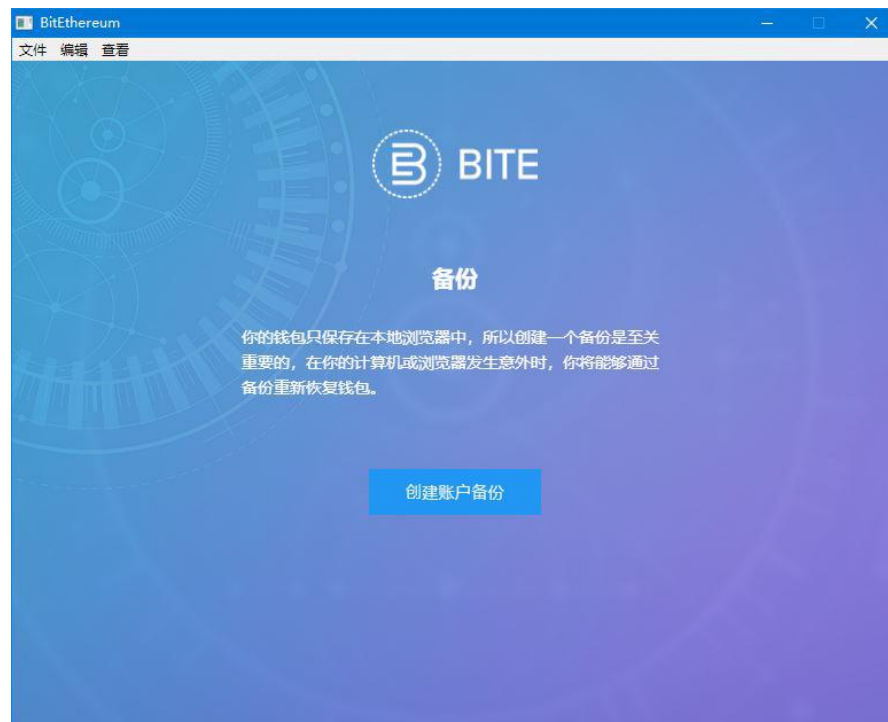 BitEthereum
文件 编辑 查看
BITE
备份
你的钱包只保存在本地浏览器中，所以创建一个备份是至关
重要的，在你的计算机或浏览器发生意外时，你将能够通过
备份重新恢复钱包。
创建账户备份